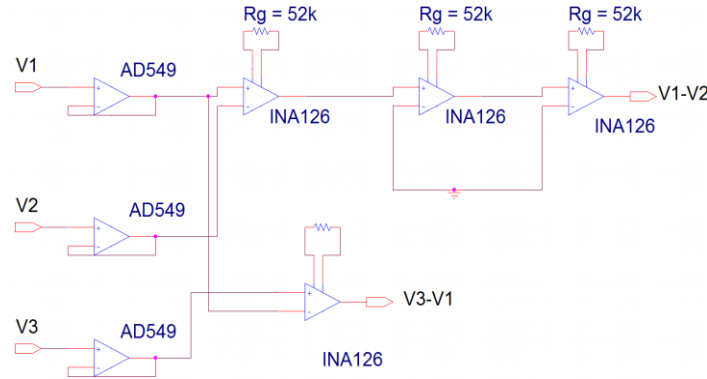 Rg = 52k
Rg = 52k
Rg = 52k
V1
AD549
INA126
INA126
INA126
V1-V2
V2
AD549
V3
AD549
V3-V1
INA126